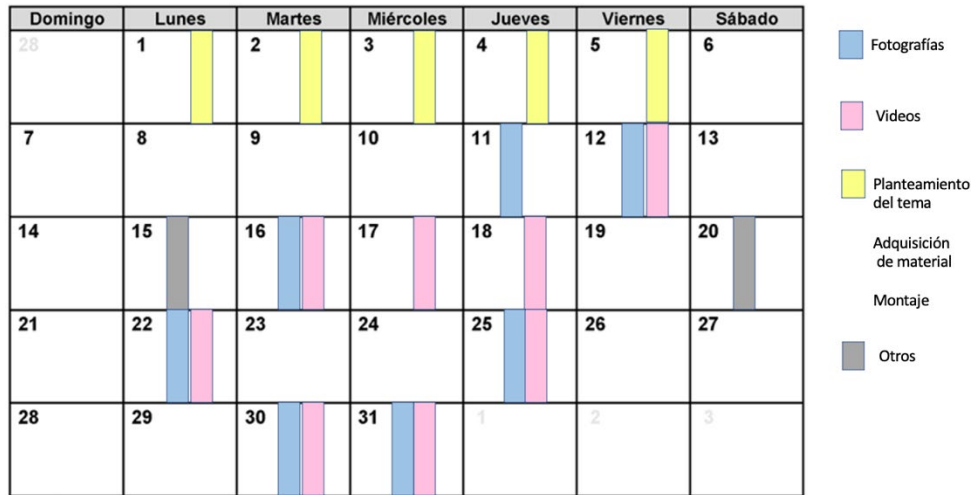 Domingo Lunes Martes Miércoles Jueves Viernes Sábado
28 1 2 3 4 5 6
7 8 9 10 11 12 13
14 15 16 17 18 19 20
21 22 23 24 25 26 27
28 29 30 31 1 2 3
Fotografías
Videos
Planteamiento
del tema
Adquisición
de material
Montaje
Otros